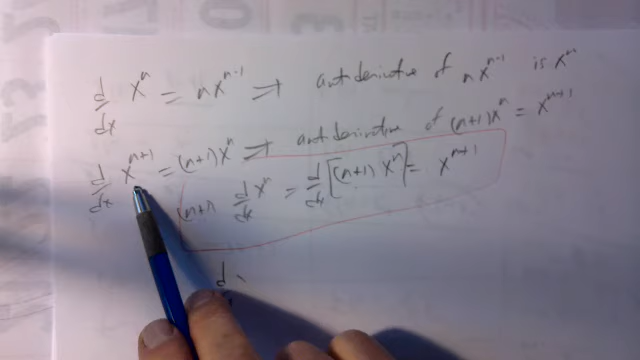 d/dx x^n = nx^(n-1) ⇒ antiderivative of nx^(n-1) is x^n
d/dx x^(n+1) = (n+1)x^n ⇒ antiderivative of (n+1)x^n = x^(n+1)
(n+1) d/dx x^n = d/dx [(n+1) x^n] = x^(n+1)
d